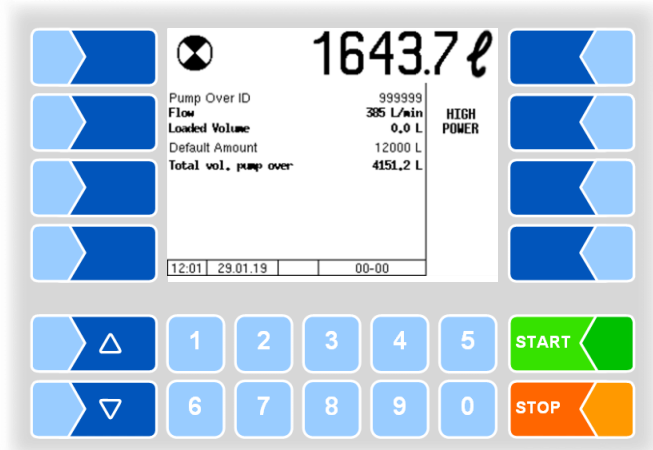 1643.7 ℓ
Pump Over ID 999999
Flow 385 L/min
Loaded Volume 0,0 L
Default Amount 12000 L
Total vol. pump over 4151,2 L
HIGH
POWER
12:01 29.01.19 00-00
1 2 3 4 5 START
6 7 8 9 0 STOP